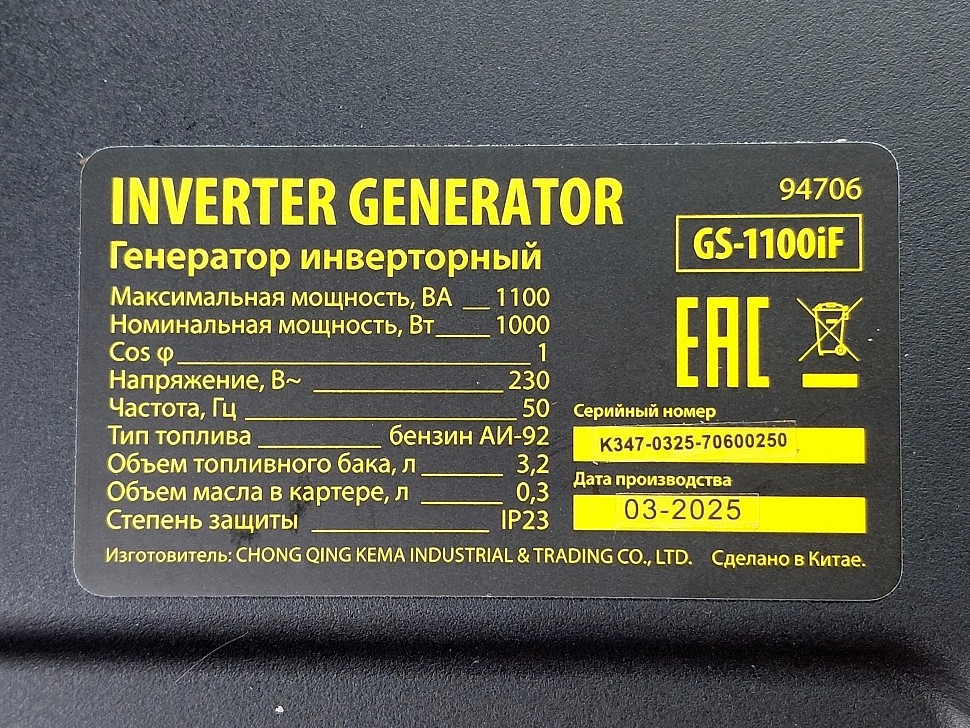 INVERTER GENERATOR
94706
Генератор инверторный
GS-1100iF
Максимальная мощность, ВА 1100
Номинальная мощность, Вт 1000
Cos φ 1
Напряжение, В~ 230
Частота, Гц 50
Тип топлива бензин АИ-92
Объем топливного бака, л 3,2
Объем масла в картере, л 0,3
Степень защиты IP23
EAC
Серийный номер
K347-0325-70600250
Дата производства
03-2025
Изготовитель: CHONG QING KEMA INDUSTRIAL & TRADING CO., LTD. Сделано в Китае.